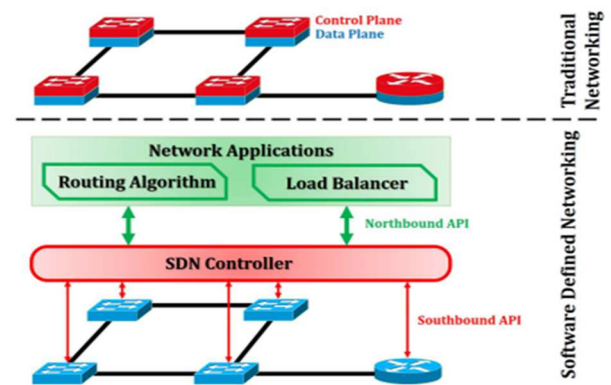 Control Plane
Data Plane
Traditional
Networking
Network Applications
Routing Algorithm
Load Balancer
Northbound API
SDN Controller
Southbound API
Software Defined Networking